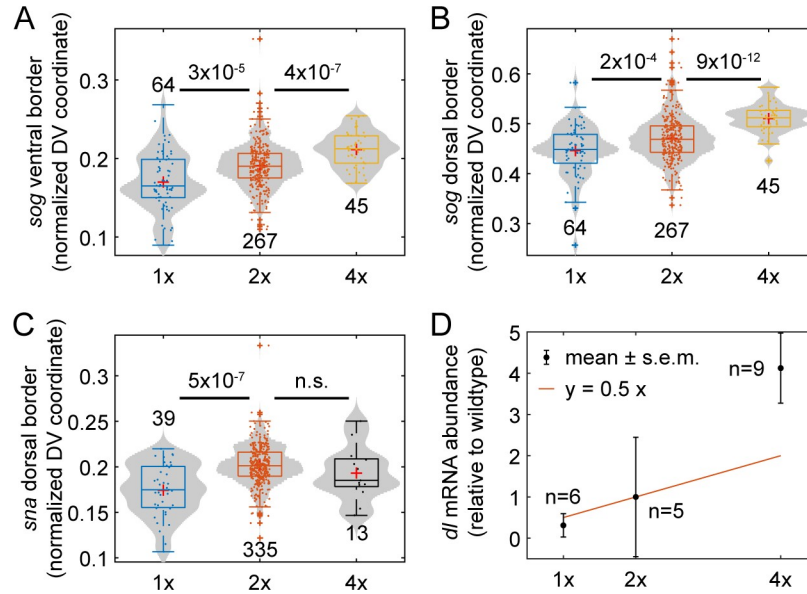 A
sog ventral border
(normalized DV coordinate)
0.3
0.2
0.1
64
3x10⁻⁵
4x10⁻⁷
267
45
1x
2x
4x
B
sog dorsal border
(normalized DV coordinate)
0.6
0.5
0.4
0.3
2x10⁻⁴
9x10⁻¹²
64
267
45
1x
2x
4x
C
sna dorsal border
(normalized DV coordinate)
0.3
0.25
0.2
0.15
0.1
39
5x10⁻⁷
n.s.
335
13
1x
2x
4x
D
dl mRNA abundance
(relative to wildtype)
5
4
3
2
1
0
mean ± s.e.m.
y = 0.5 x
n=9
n=6
n=5
1x
2x
4x